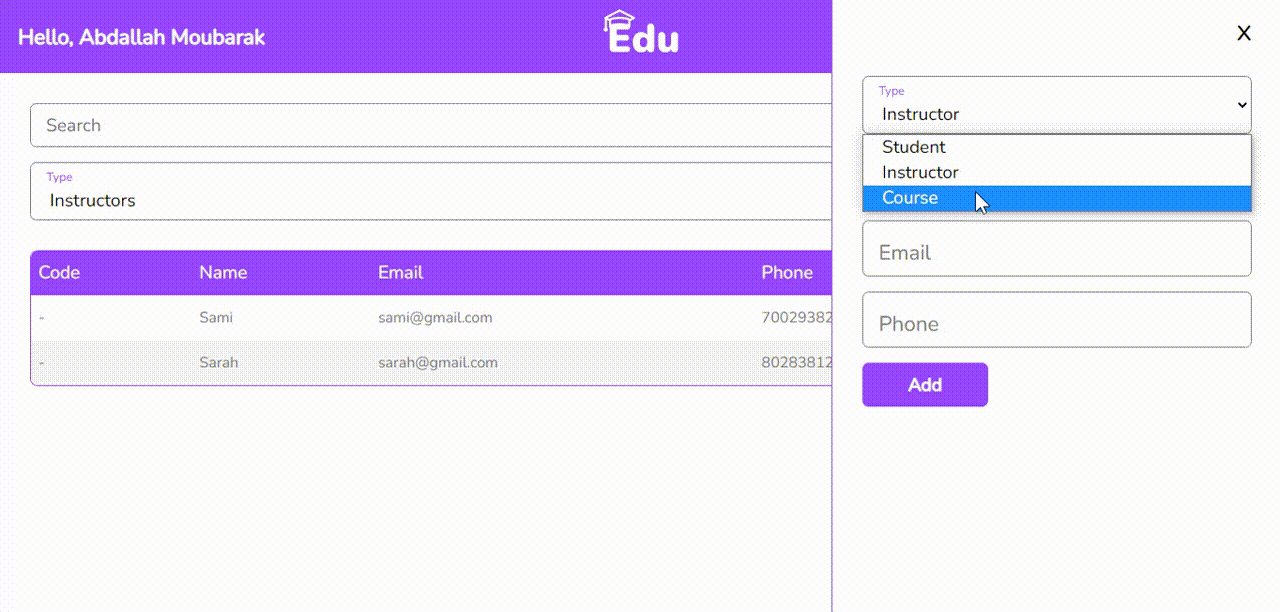 Hello, Abdallah Moubarak
Edu
Search
Type
Instructors
Code Name Email Phone
- Sami sami@gmail.com 70029382
- Sarah sarah@gmail.com 80283812
X
Type
Instructor
Student
Instructor
Course
Email
Phone
Add